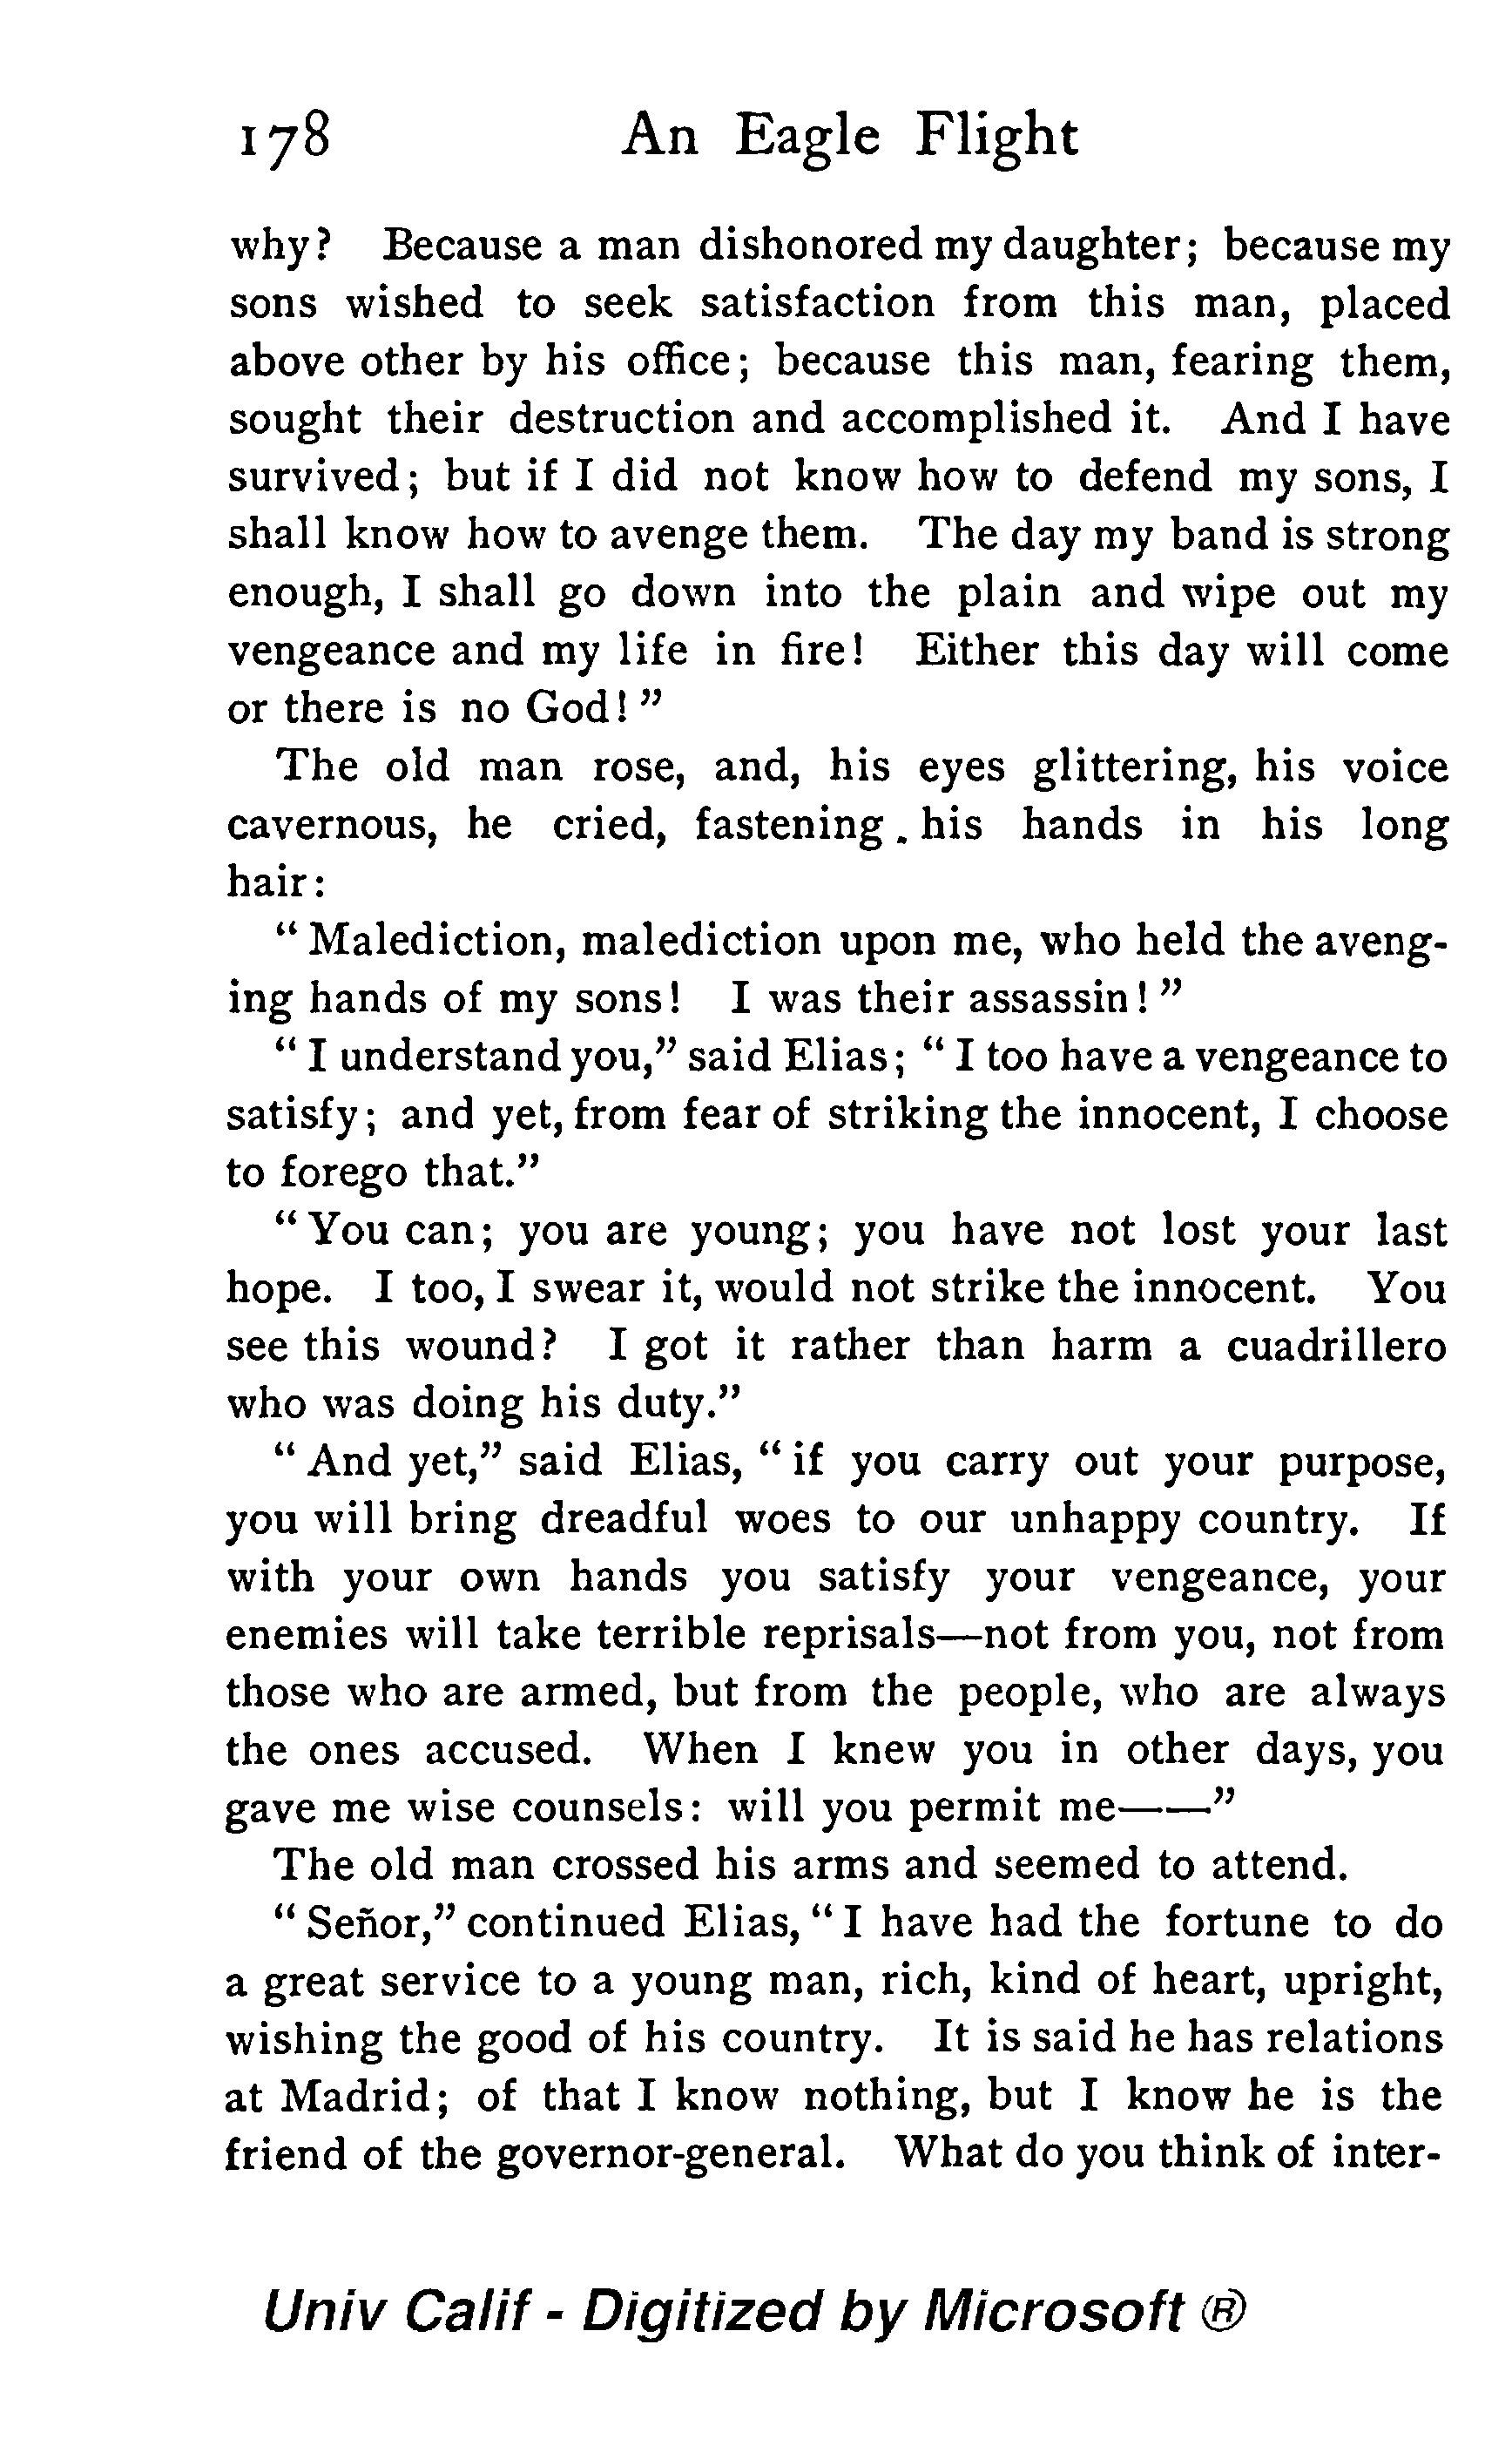 178 An Eagle Flight
why? Because a man dishonored my daughter; because my
sons wished to seek satisfaction from this man, placed
above other by his office; because this man, fearing them,
sought their destruction and accomplished it. And I have
survived; but if I did not know how to defend my sons, I
shall know how to avenge them. The day my band is strong
enough, I shall go down into the plain and wipe out my
vengeance and my life in fire! Either this day will come
or there is no God!"
The old man rose, and, his eyes glittering, his voice
cavernous, he cried, fastening . his hands in his long
hair:
"Malediction, malediction upon me, who held the aveng-
ing hands of my sons! I was their assassin!"
"I understand you," said Elias; "I too have a vengeance to
satisfy; and yet, from fear of striking the innocent, I choose
to forego that."
"You can; you are young; you have not lost your last
hope. I too, I swear it, would not strike the innocent. You
see this wound? I got it rather than harm a cuadrillero
who was doing his duty."
"And yet," said Elias, "if you carry out your purpose,
you will bring dreadful woes to our unhappy country. If
with your own hands you satisfy your vengeance, your
enemies will take terrible reprisals—not from you, not from
those who are armed, but from the people, who are always
the ones accused. When I knew you in other days, you
gave me wise counsels: will you permit me——"
The old man crossed his arms and seemed to attend.
"Señor," continued Elias, "I have had the fortune to do
a great service to a young man, rich, kind of heart, upright,
wishing the good of his country. It is said he has relations
at Madrid; of that I know nothing, but I know he is the
friend of the governor-general. What do you think of inter-
Univ Calif - Digitized by Microsoft ®